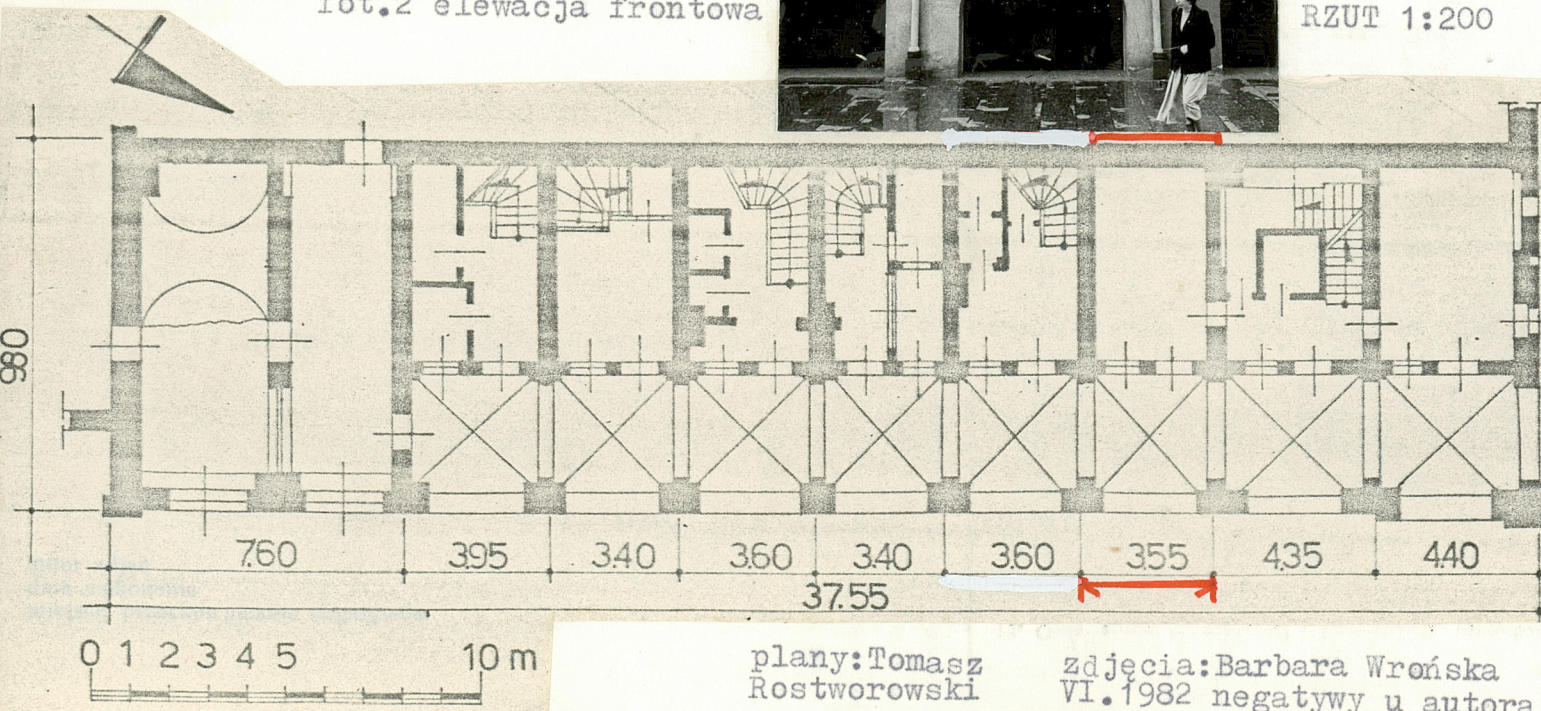 fot.2 elewacja frontowa
RZUT 1:200
980
7.60 3.95 3.40 3.60 3.40 3.60 3.55 4.35 4.40
37.55
0 1 2 3 4 5 10 m
plany:Tomasz
Rostworowski
zdjęcia:Barbara Wrońska
VI.1982 negatywy u autora